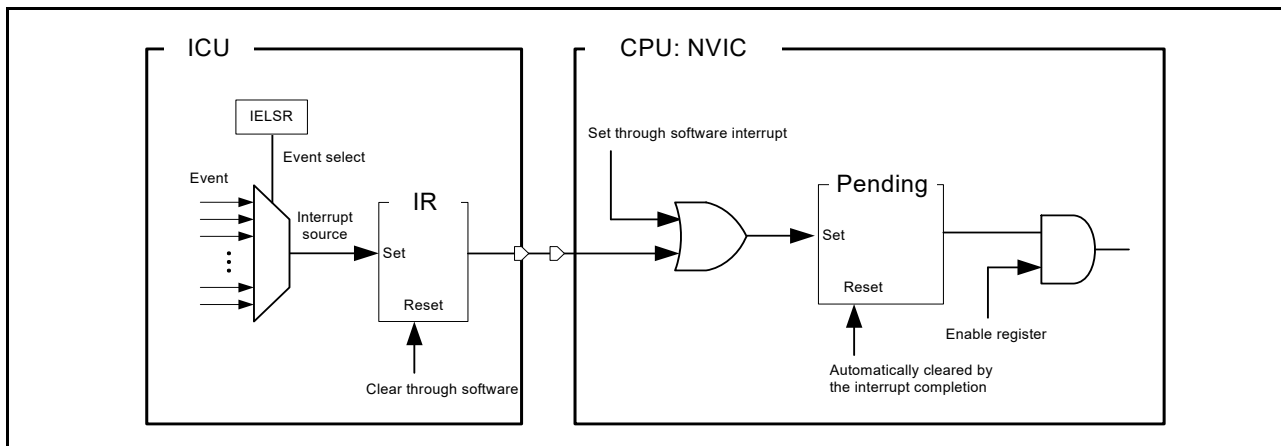 ICU
CPU: NVIC
IELSR
Event select
Event
Interrupt
source
IR
Set
Reset
Clear through software
Set through software interrupt
Pending
Set
Reset
Enable register
Automatically cleared by
the interrupt completion